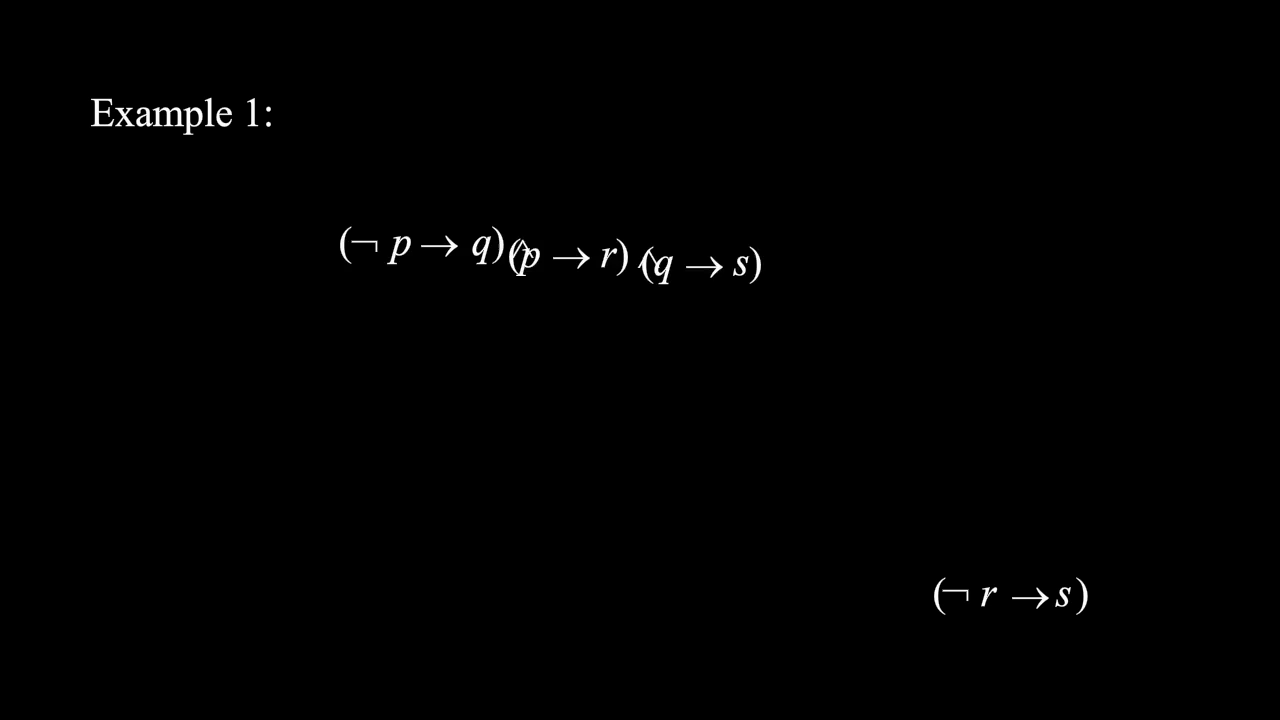 Example 1:
(¬ p → q) ∧ (p → r) ∧ (q → s)
(¬ r → s)